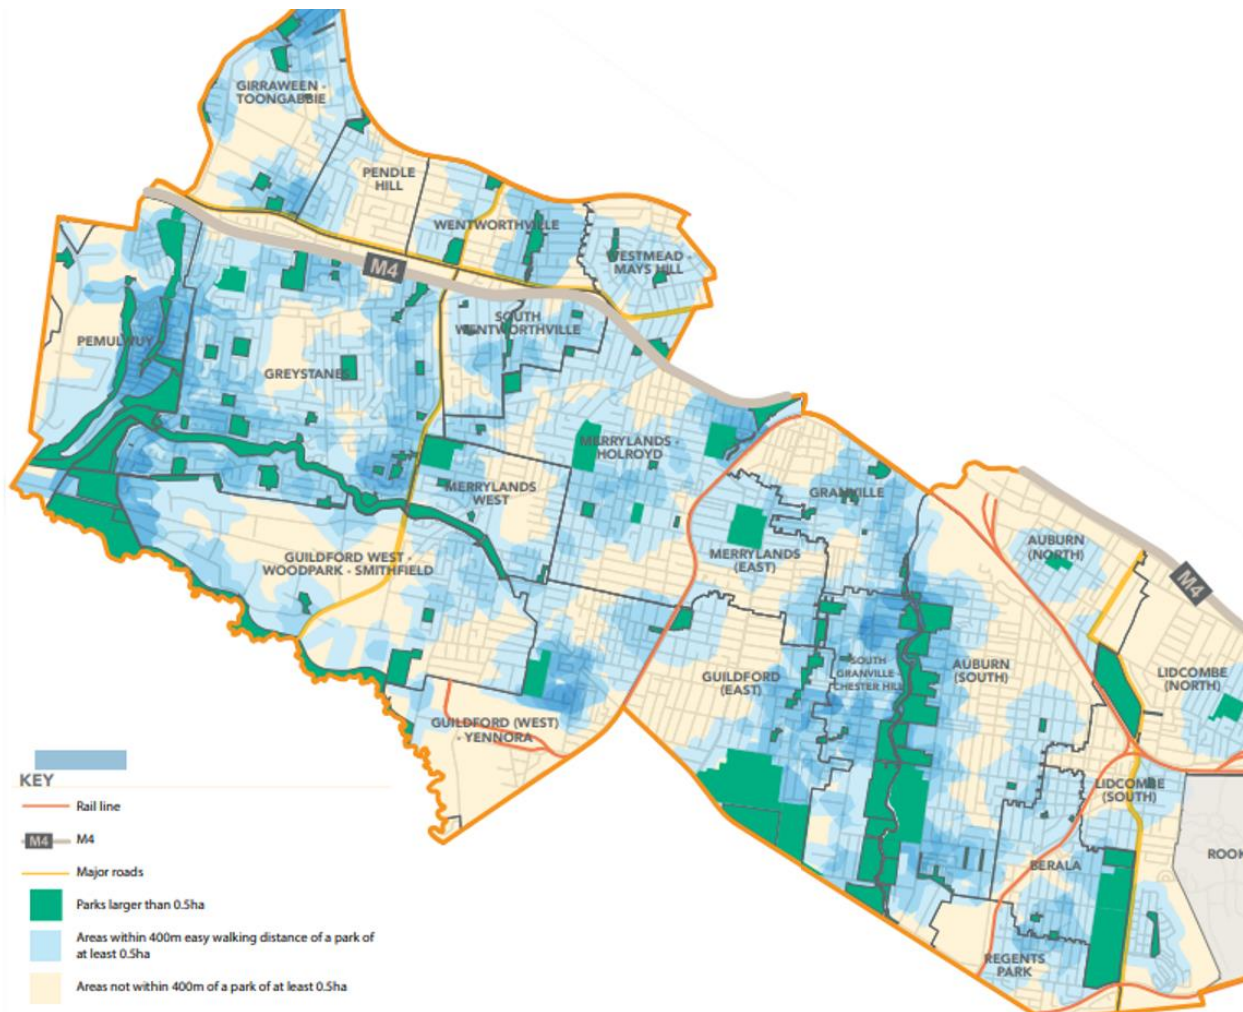 GIRRAWEEN -
TOONGABBIE
PENDLE
HILL
WENTWORTHVILLE
WESTMEAD -
MAYS HILL
M4
SOUTH
WENTWORTHVILLE
PEMULWUY
GREYSTANES
MERRYLANDS -
HOLROYD
MERRYLANDS
WEST
GRANVILLE
MERRYLANDS
(EAST)
AUBURN
(NORTH)
M4
GUILDFORD WEST -
WOODPARK - SMITHFIELD
SOUTH
GRANVILLE -
CHESTER HILL
AUBURN
(SOUTH)
LIDCOMBE
(NORTH)
GUILDFORD
(EAST)
GUILDFORD (WEST)
- YENNORA
LIDCOMBE
(SOUTH)
ROOK
BERALA
REGENTS
PARK
KEY
Rail line
M4 M4
Major roads
Parks larger than 0.5ha
Areas within 400m easy walking distance of a park of
at least 0.5ha
Areas not within 400m of a park of at least 0.5ha